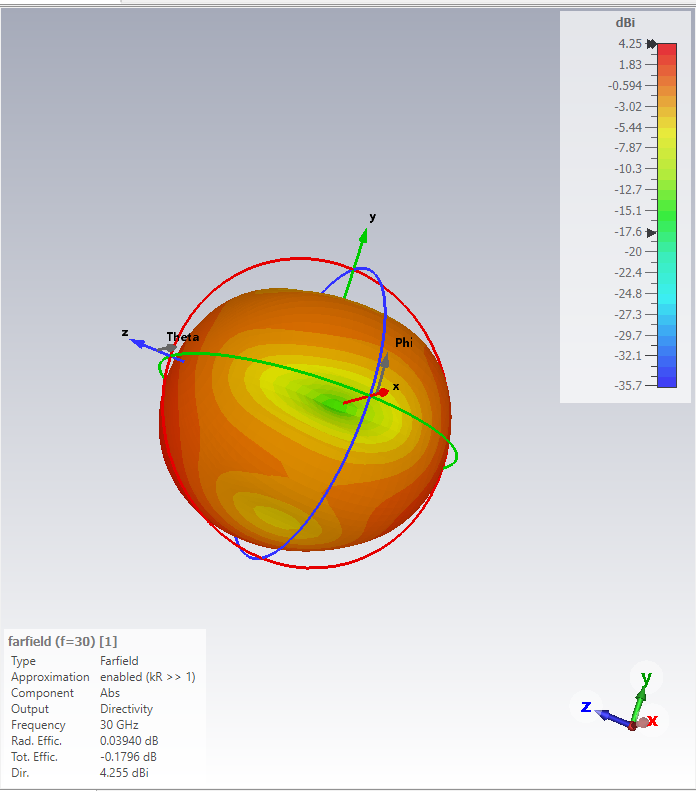 dBi
4.25
1.83
-0.594
-3.02
-5.44
-7.87
-10.3
-12.7
-15.1
-17.6
-20
-22.4
-24.8
-27.3
-29.7
-32.1
-35.7
y
z
Theta
Phi
x
farfield (f=30) [1]
Type Farfield
Approximation enabled (kR >> 1)
Component Abs
Output Directivity
Frequency 30 GHz
Rad. Effic. 0.03940 dB
Tot. Effic. -0.1796 dB
Dir. 4.255 dBi
y
z
x